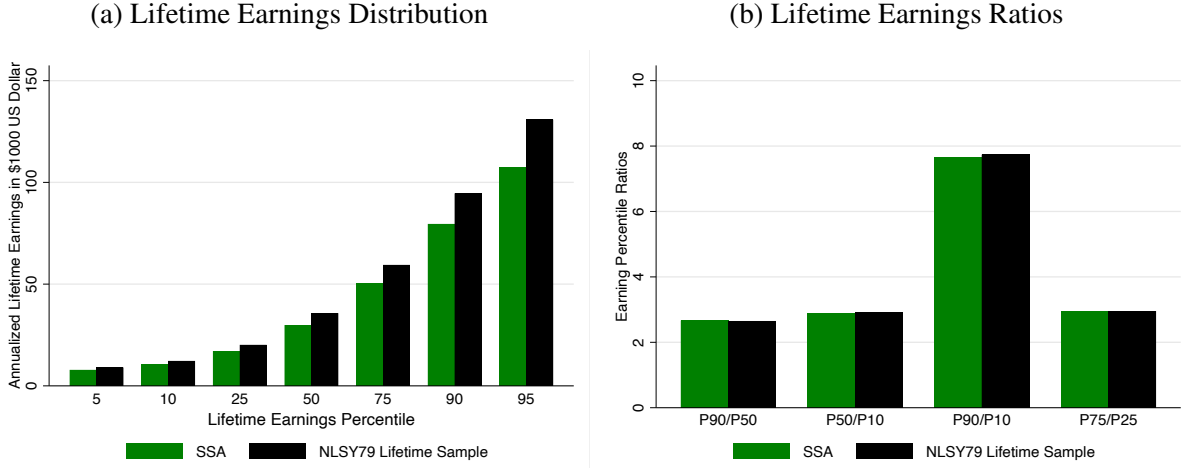 (a) Lifetime Earnings Distribution
Annualized Lifetime Earnings in $1000 US Dollar
150
100
50
0
5 10 25 50 75 90 95
Lifetime Earnings Percentile
SSA NLSY79 Lifetime Sample
(b) Lifetime Earnings Ratios
Earning Percentile Ratios
10
8
6
4
2
0
P90/P50 P50/P10 P90/P10 P75/P25
SSA NLSY79 Lifetime Sample